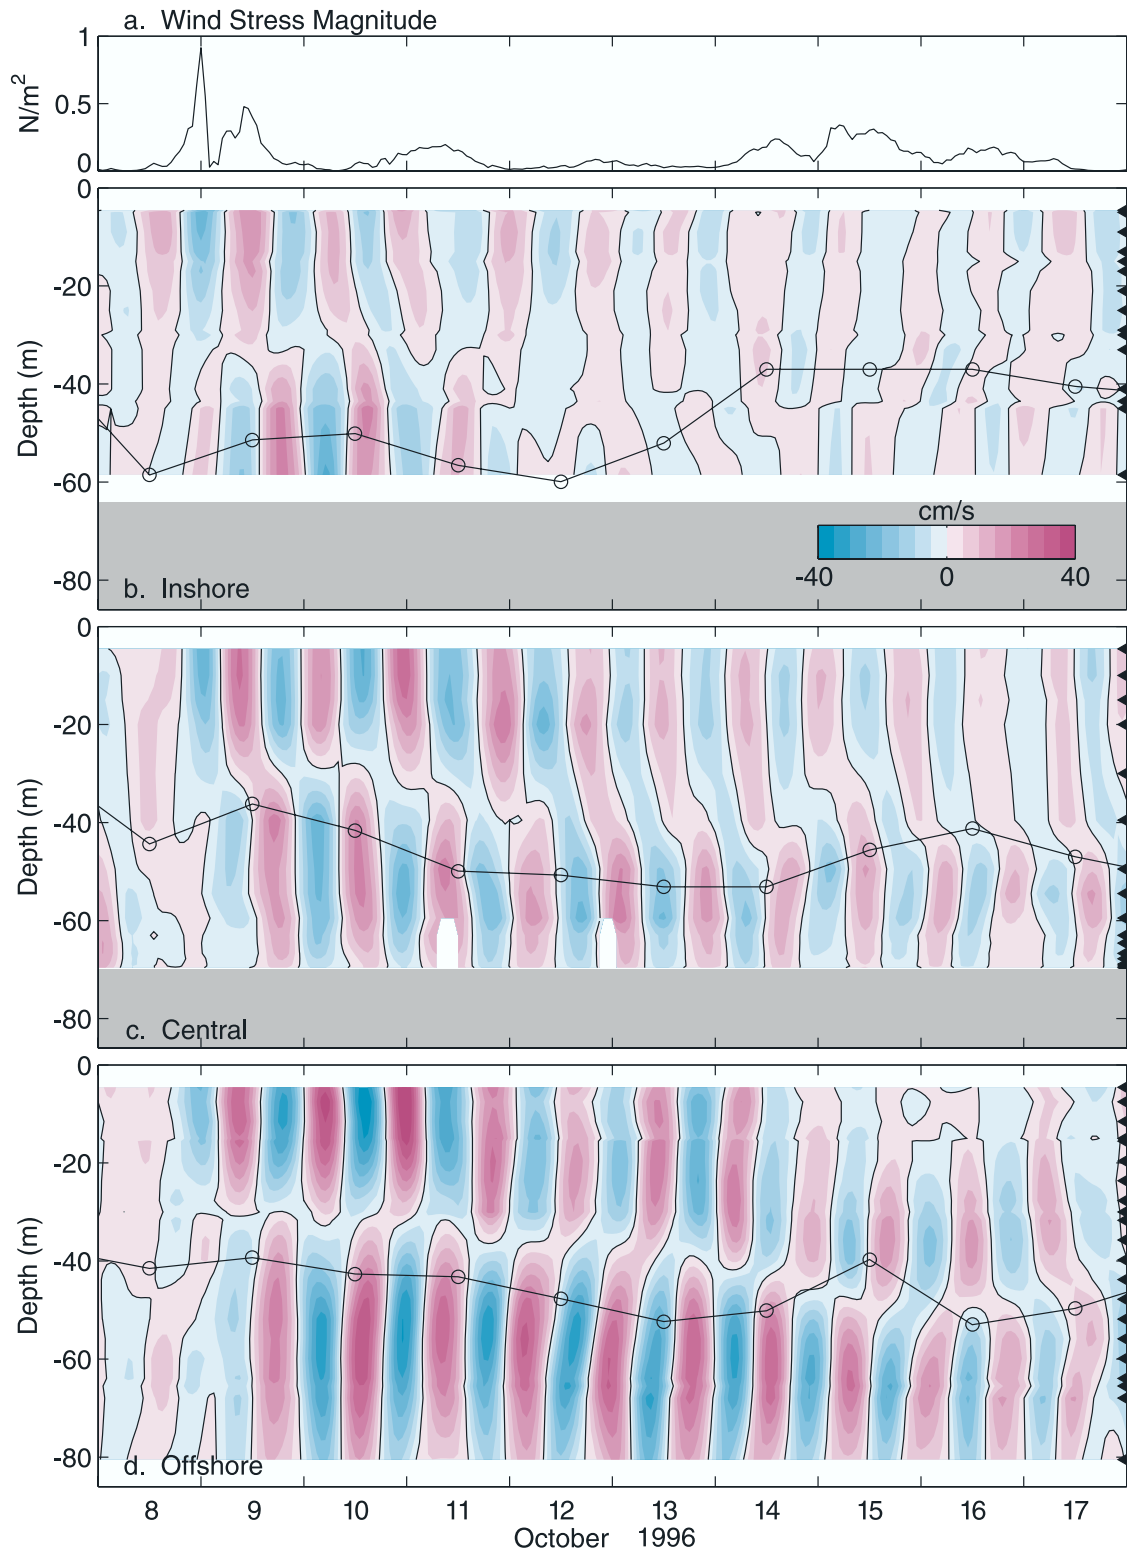 a. Wind Stress Magnitude
1
0.5
0
N/m2
0
-20
-40
-60
-80
Depth (m)
cm/s
-40 0 40
b. Inshore
0
-20
-40
-60
-80
Depth (m)
c. Central
0
-20
-40
-60
-80
Depth (m)
d. Offshore
8 9 10 11 12 13 14 15 16 17
October 1996